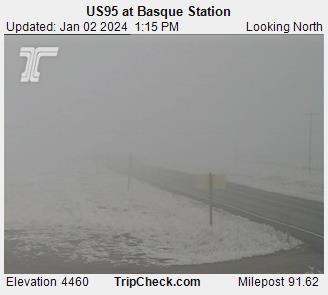 US95 at Basque Station
Updated: Jan 02 2024 1:15 PM Looking North
Elevation 4460 TripCheck.com Milepost 91.62